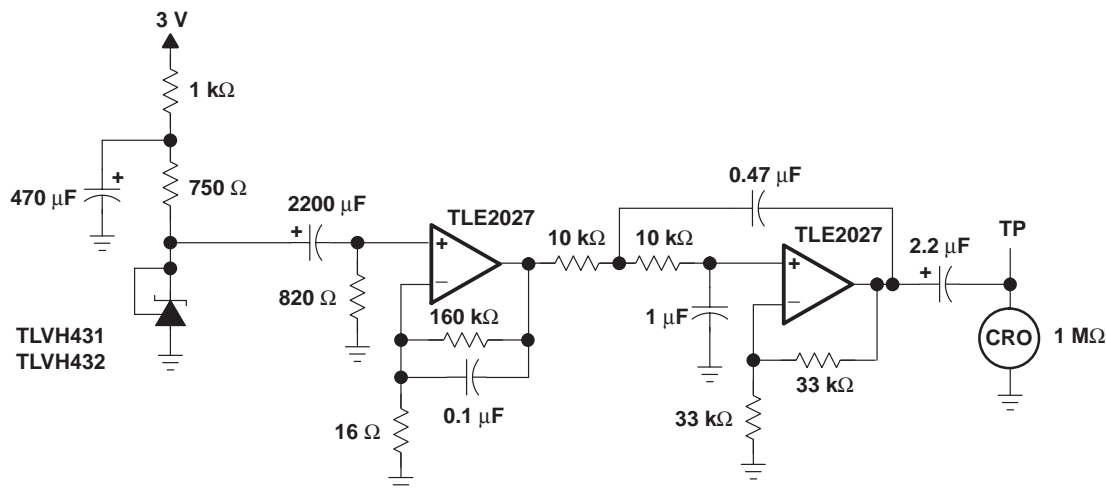 3 V
1 kΩ
470 μF
+
750 Ω
2200 μF
+
820 Ω
TLVH431
TLVH432
TLE2027
+
−
160 kΩ
0.1 μF
16 Ω
10 kΩ
10 kΩ
0.47 μF
1 μF
TLE2027
+
−
33 kΩ
33 kΩ
2.2 μF
+
TP
CRO
1 MΩ